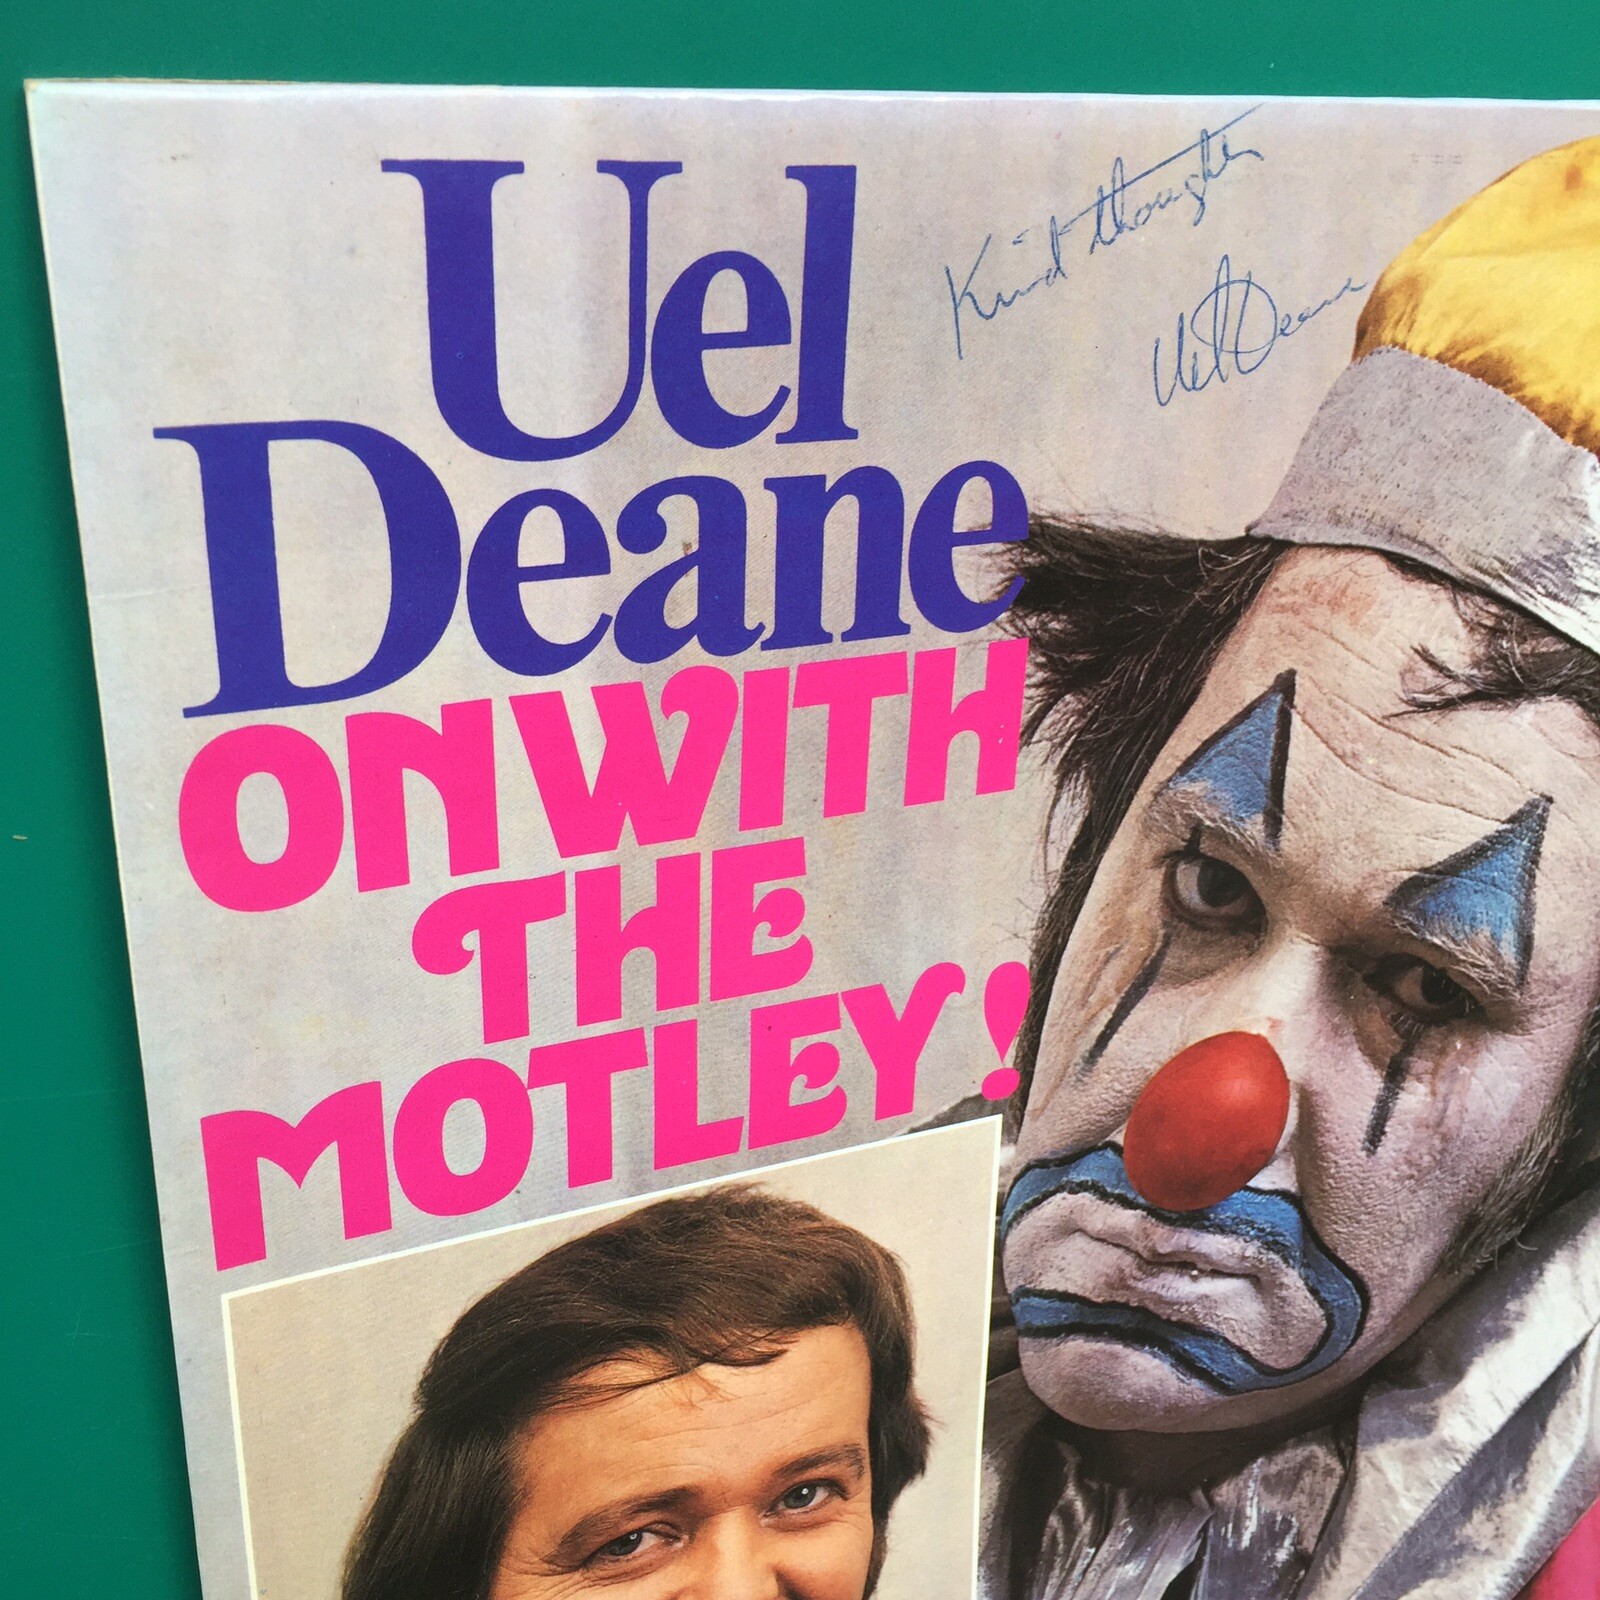 Uel
Deane
ON WITH
THE
MOTLEY!
Kind thoughts
Uel Deane